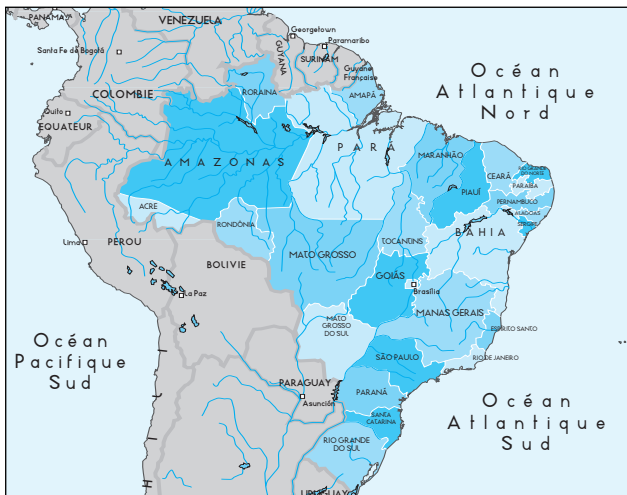 PANAMA
VENEZUELA
Georgetown
Paramaribo
Santa Fe de Bogotá
GUYANA
SURINAM
Guyane
Française
Océan
Atlantique
Nord
COLOMBIE
RORAINA
AMAPÁ
Quito
EQUATEUR
PARÁ
AMAZONAS
MARANHÃO
CEARÁ
RIO GRANDE
DO NORTE
PARAÍBA
PIAUÍ
PERNAMBUCO
ALAGOAS
SERGIPE
ACRE
RONDÔNIA
BAHIA
TOCANTINS
Lima
PÉROU
MATO GROSSO
BOLIVIE
GOIÁS
Brasília
La Paz
MANAS GERAIS
MATO
GROSSO
DO SUL
ESPÍRITO SANTO
Océan
Pacifique
Sud
SÃO PAULO
RIO DE JANEIRO
PARAGUAY
PARANÁ
Asunción
Océan
Atlantique
Sud
SANTA
CATARINA
RIO GRANDE
DO SUL
URUGUAY